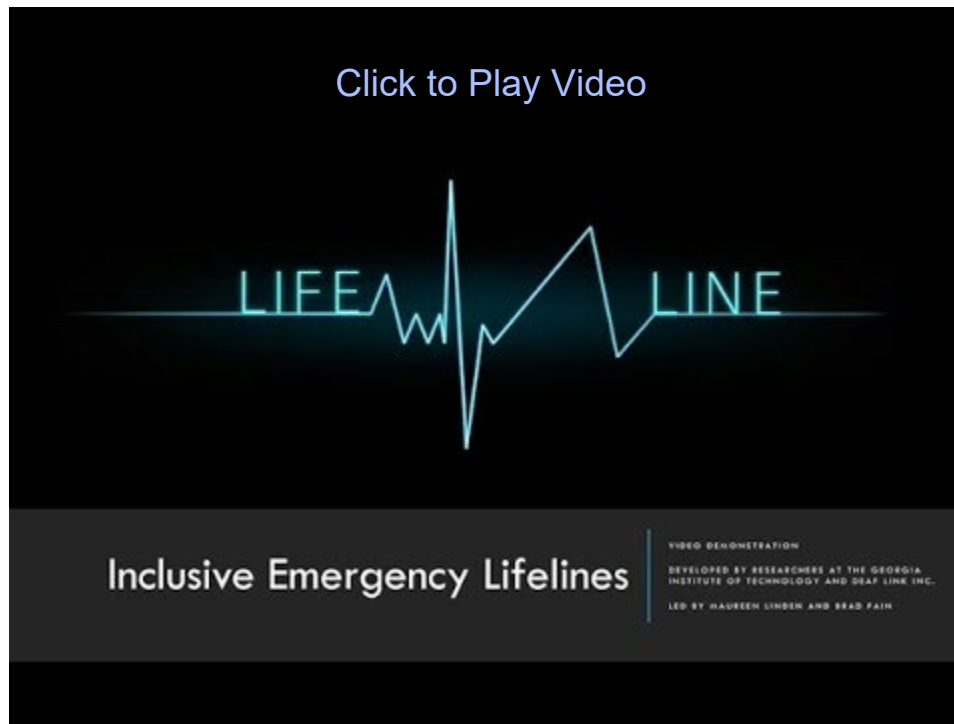 Click to Play Video
LIFE LINE
Inclusive Emergency Lifelines
VIDEO DEMONSTRATION
DEVELOPED BY RESEARCHERS AT THE GEORGIA
INSTITUTE OF TECHNOLOGY AND DEAF LINK INC.
LED BY MAUREEN LINDEN AND BRAD FAIN